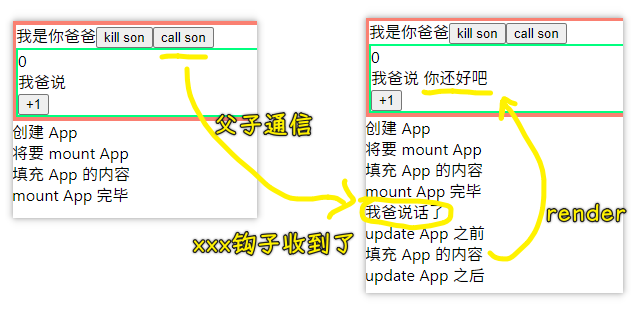 我是你爸爸 kill son call son
0
我爸说
+1
创建 App
将要 mount App
填充 App 的内容
mount App 完毕
父子通信
xxx钩子收到了
我是你爸爸 kill son call son
0
我爸说 你还好吧
+1
创建 App
将要 mount App
填充 App 的内容
mount App 完毕
我爸说话了
update App 之前
填充 App 的内容
update App 之后
render